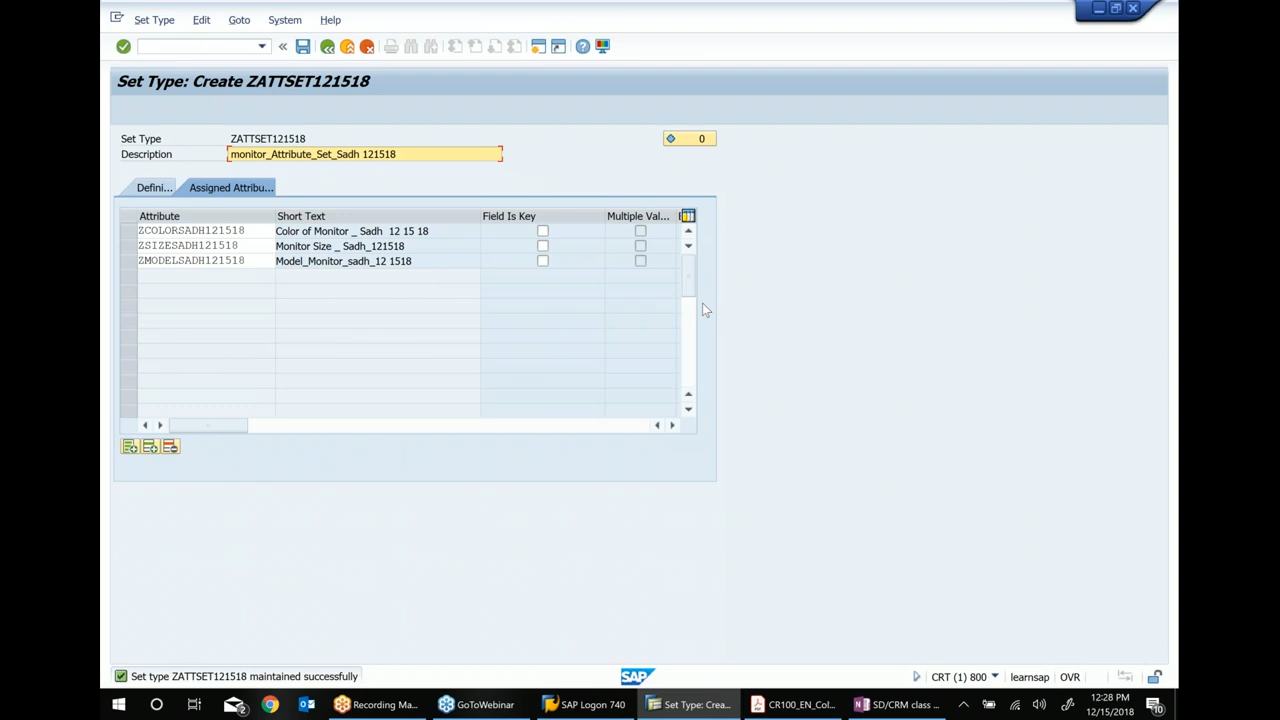 Set Type Edit Goto System Help
Set Type: Create ZATTSET121518
Set Type ZATTSET121518 0
Description monitor_Attribute_Set_Sadh 121518
Defini... Assigned Attribu...
Attribute Short Text Field Is Key Multiple Val...
ZCOLORSADH121518 Color of Monitor _ Sadh 12 15 18
ZSIZESADH121518 Monitor Size _ Sadh_121518
ZMODELSADH121518 Model_Monitor_sadh_12 1518
Set type ZATTSET121518 maintained successfully SAP CRT (1) 800 learnsap OVR
Recording Ma... GoToWebinar SAP Logon 740 Set Type: Crea... CR100_EN_Col... SD/CRM class ... 12:28 PM
12/15/2018